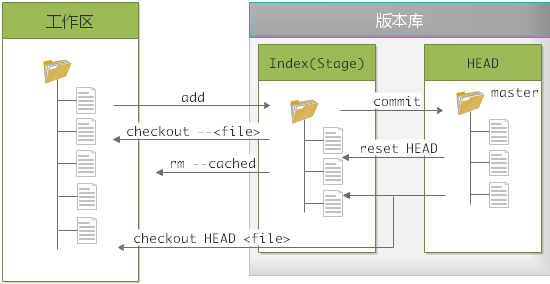 工作区
版本库
Index(Stage)
HEAD
master
add
commit
checkout --<file>
reset HEAD
rm --cached
checkout HEAD <file>